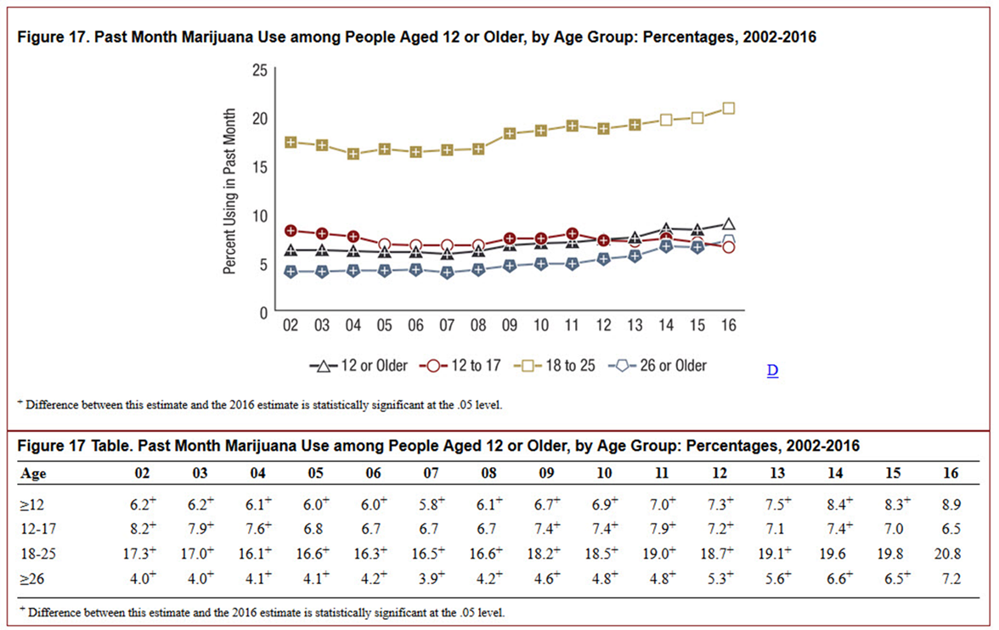 Figure 17. Past Month Marijuana Use among People Aged 12 or Older, by Age Group: Percentages, 2002-2016
25
20
15
10
5
0
Percent Using in Past Month
02 03 04 05 06 07 08 09 10 11 12 13 14 15 16
12 or Older 12 to 17 18 to 25 26 or Older
D
+ Difference between this estimate and the 2016 estimate is statistically significant at the .05 level.
Figure 17 Table. Past Month Marijuana Use among People Aged 12 or Older, by Age Group: Percentages, 2002-2016
Age 02 03 04 05 06 07 08 09 10 11 12 13 14 15 16
≥12 6.2+ 6.2+ 6.1+ 6.0+ 6.0+ 5.8+ 6.1+ 6.7+ 6.9+ 7.0+ 7.3+ 7.5+ 8.4+ 8.3+ 8.9
12-17 8.2+ 7.9+ 7.6+ 6.8 6.7 6.7 6.7 7.4+ 7.4+ 7.9+ 7.2+ 7.1 7.4+ 7.0 6.5
18-25 17.3+ 17.0+ 16.1+ 16.6+ 16.3+ 16.5+ 16.6+ 18.2+ 18.5+ 19.0+ 18.7+ 19.1+ 19.6 19.8 20.8
≥26 4.0+ 4.0+ 4.1+ 4.1+ 4.2+ 3.9+ 4.2+ 4.6+ 4.8+ 4.8+ 5.3+ 5.6+ 6.6+ 6.5+ 7.2
+ Difference between this estimate and the 2016 estimate is statistically significant at the .05 level.